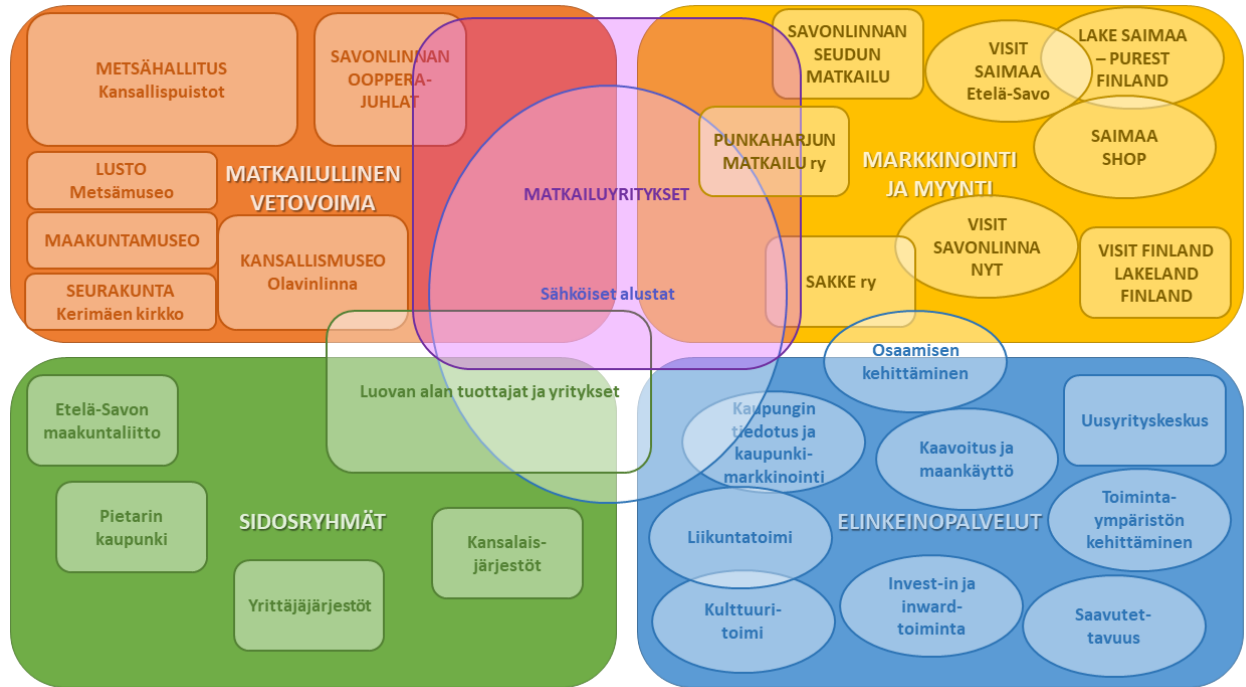 METSÄHALLITUS
Kansallispuistot
SAVONLINNAN
OOPPERA-
JUHLAT
LUSTO
Metsämuseo
MATKAILULLINEN
VETOVOIMA
MAAKUNTAMUSEO
KANSALLISMUSEO
Olavinlinna
SEURAKUNTA
Kerimäen kirkko
MATKAILUYRITYKSET
Sähköiset alustat
SAVONLINNAN
SEUDUN
MATKAILU
VISIT
SAIMAA
Etelä-Savo
LAKE SAIMAA
– PUREST
FINLAND
PUNKAHARJUN
MATKAILU ry
MARKKINOINTI
JA MYYNTI
SAIMAA
SHOP
VISIT
SAVONLINNA
NYT
SAKKE ry
VISIT FINLAND
LAKELAND
FINLAND
Luovan alan tuottajat ja yritykset
Etelä-Savon
maakuntaliitto
Pietarin
kaupunki
SIDOSRYHMÄT
Kansalais-
järjestöt
Yrittäjäjärjestöt
Osaamisen
kehittäminen
Kaupungin
tiedotus ja
kaupunki-
markkinointi
Kaavoitus ja
maankäyttö
Uusyrityskeskus
Liikuntatoimi
ELINKEINOPALVELUT
Toiminta-
ympäristön
kehittäminen
Kulttuuri-
toimi
Invest-in ja
inward-
toiminta
Saavutet-
tavuus